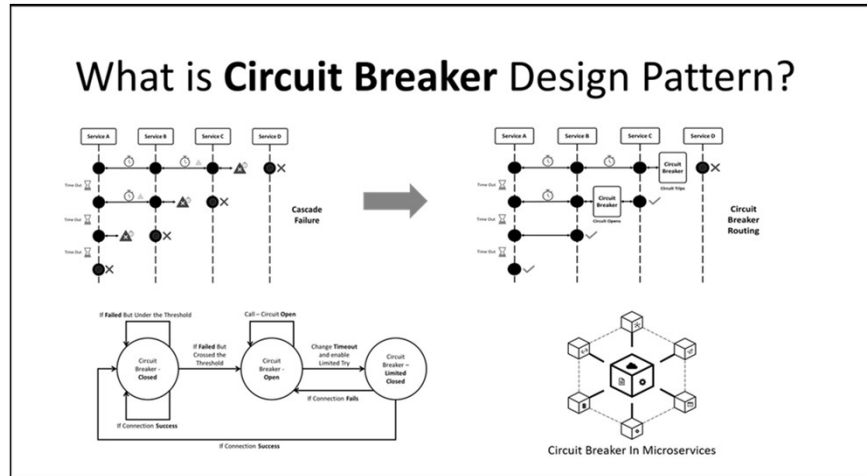 What is Circuit Breaker Design Pattern?
Service A
Service B
Service C
Service D
Time Out
Time Out
Time Out
Cascade
Failure
Service A
Service B
Service C
Service D
Circuit
Breaker
Circuit Trips
Time Out
Circuit
Breaker
Circuit Opens
Time Out
Time Out
Circuit
Breaker
Routing
If Failed But Under the Threshold
Circuit
Breaker -
Closed
If Connection Success
If Failed But
Crossed the
Threshold
Call – Circuit Open
Circuit
Breaker -
Open
Change Timeout
and enable
Limited Try
If Connection Fails
Circuit
Breaker –
Limited
Closed
If Connection Success
Circuit Breaker In Microservices